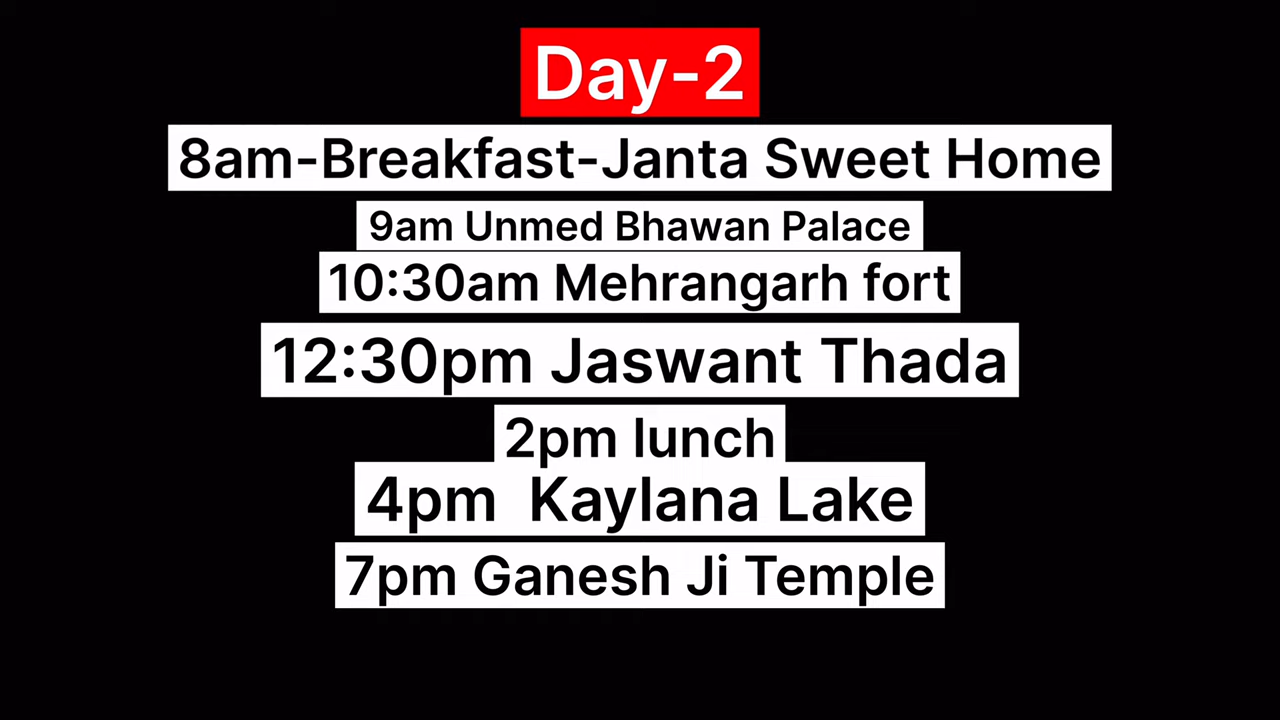 Day-2
8am-Breakfast-Janta Sweet Home
9am Unmed Bhawan Palace
10:30am Mehrangarh fort
12:30pm Jaswant Thada
2pm lunch
4pm  Kaylana Lake
7pm Ganesh Ji Temple